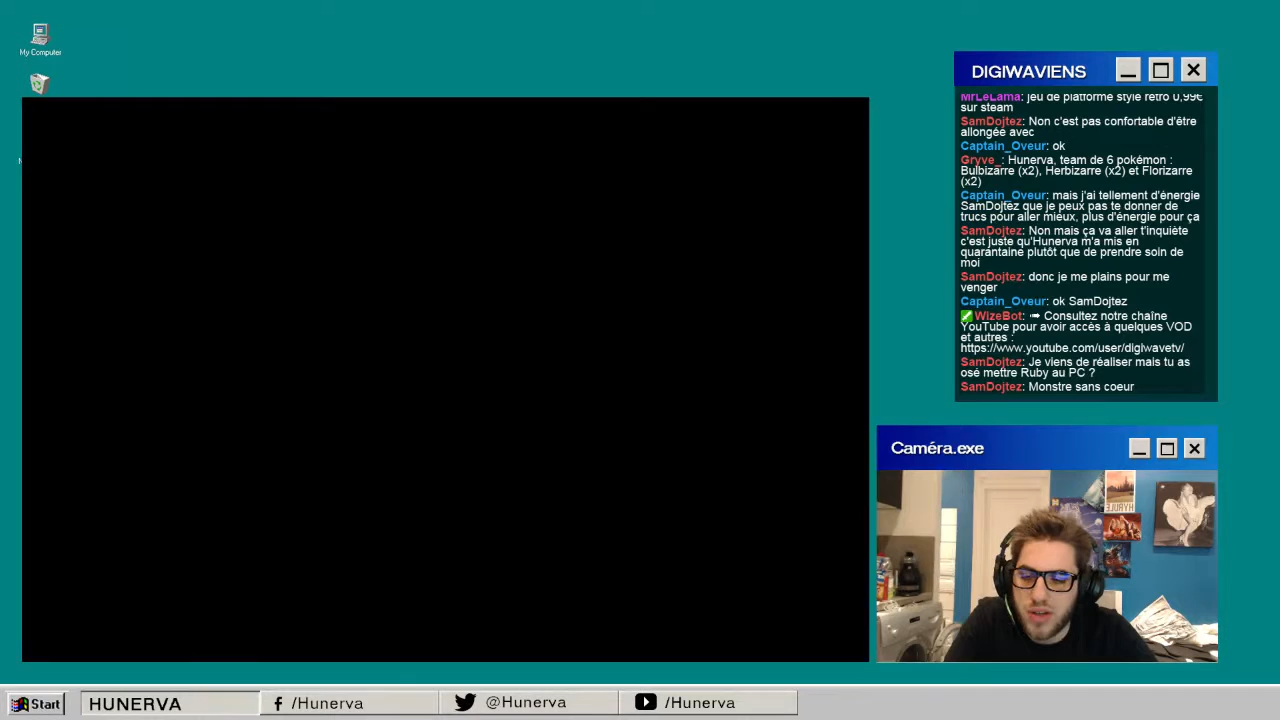 My Computer
DIGIWAVIENS
MrLeLama: jeu de platforme style retro 0,99€
sur steam
SamDojtez: Non c'est pas confortable d'être
allongée avec
Captain_Oveur: ok
Gryve_: Hunerva, team de 6 pokémon :
Bulbizarre (x2), Herbizarre (x2) et Florizarre
(x2)
Captain_Oveur: mais j'ai tellement d'énergie
SamDojtez que je peux pas te donner de
trucs pour aller mieux, plus d'énergie pour ça
SamDojtez: Non mais ça va aller t'inquiète
c'est juste qu'Hunerva m'a mis en
quarantaine plutôt que de prendre soin de
moi
SamDojtez: donc je me plains pour me
venger
Captain_Oveur: ok SamDojtez
WizeBot: ➟ Consultez notre chaîne
YouTube pour avoir accès à quelques VOD
et autres :
https://www.youtube.com/user/digiwavetv/
SamDojtez: Je viens de réaliser mais tu as
osé mettre Ruby au PC ?
SamDojtez: Monstre sans coeur
Caméra.exe
HYRULE
Start
HUNERVA
/Hunerva
@Hunerva
/Hunerva